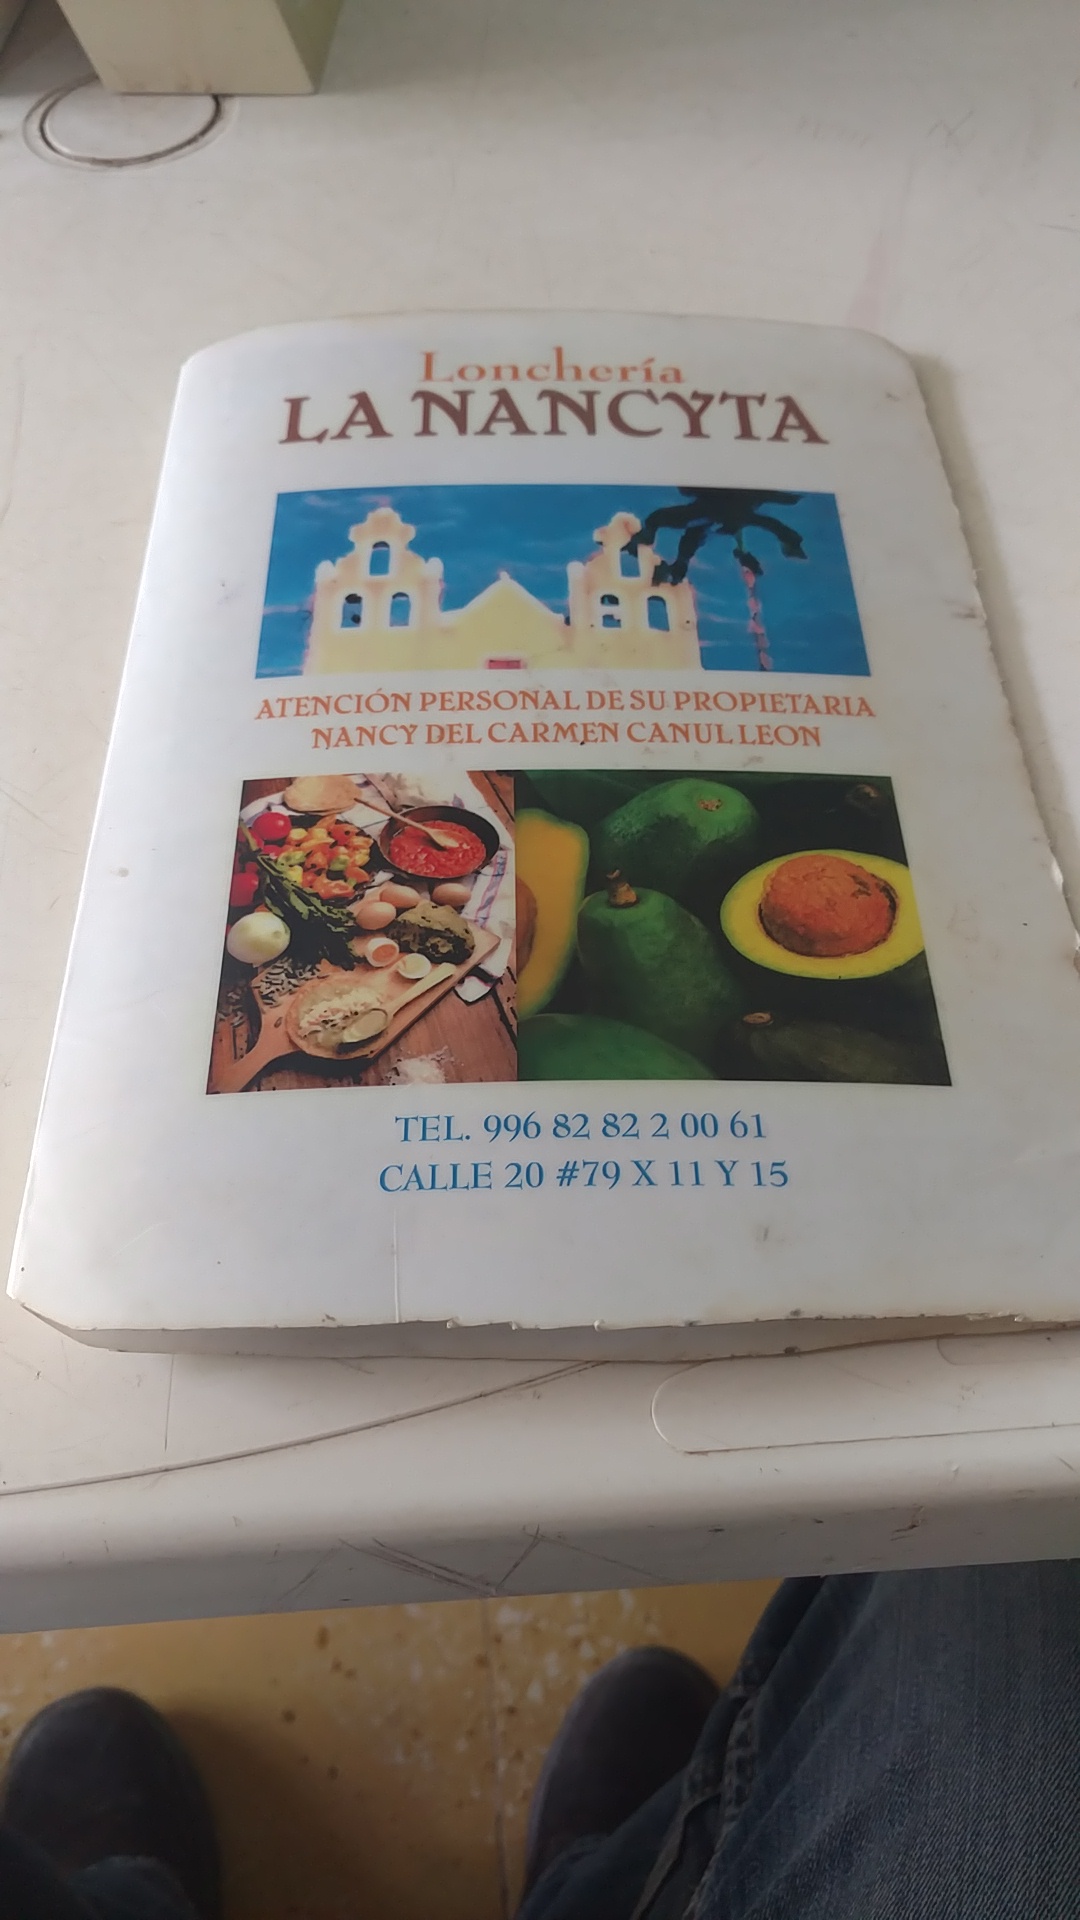 Lonchería
LA NANCYTA
ATENCIÓN PERSONAL DE SU PROPIETARIA
NANCY DEL CARMEN CANUL LEON
TEL. 996 82 82 2 00 61
CALLE 20 #79 X 11 Y 15